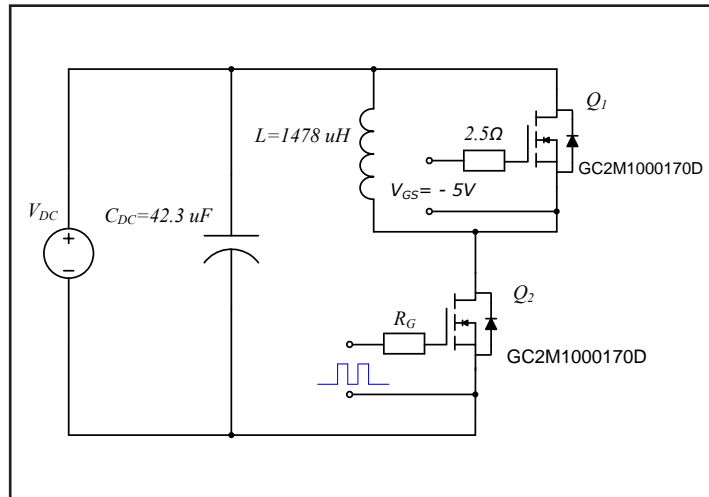 Q1
2.5Ω
L=1478 uH
GC2M1000170D
VGS= - 5V
VDC
CDC=42.3 uF
+
−
Q2
RG
GC2M1000170D